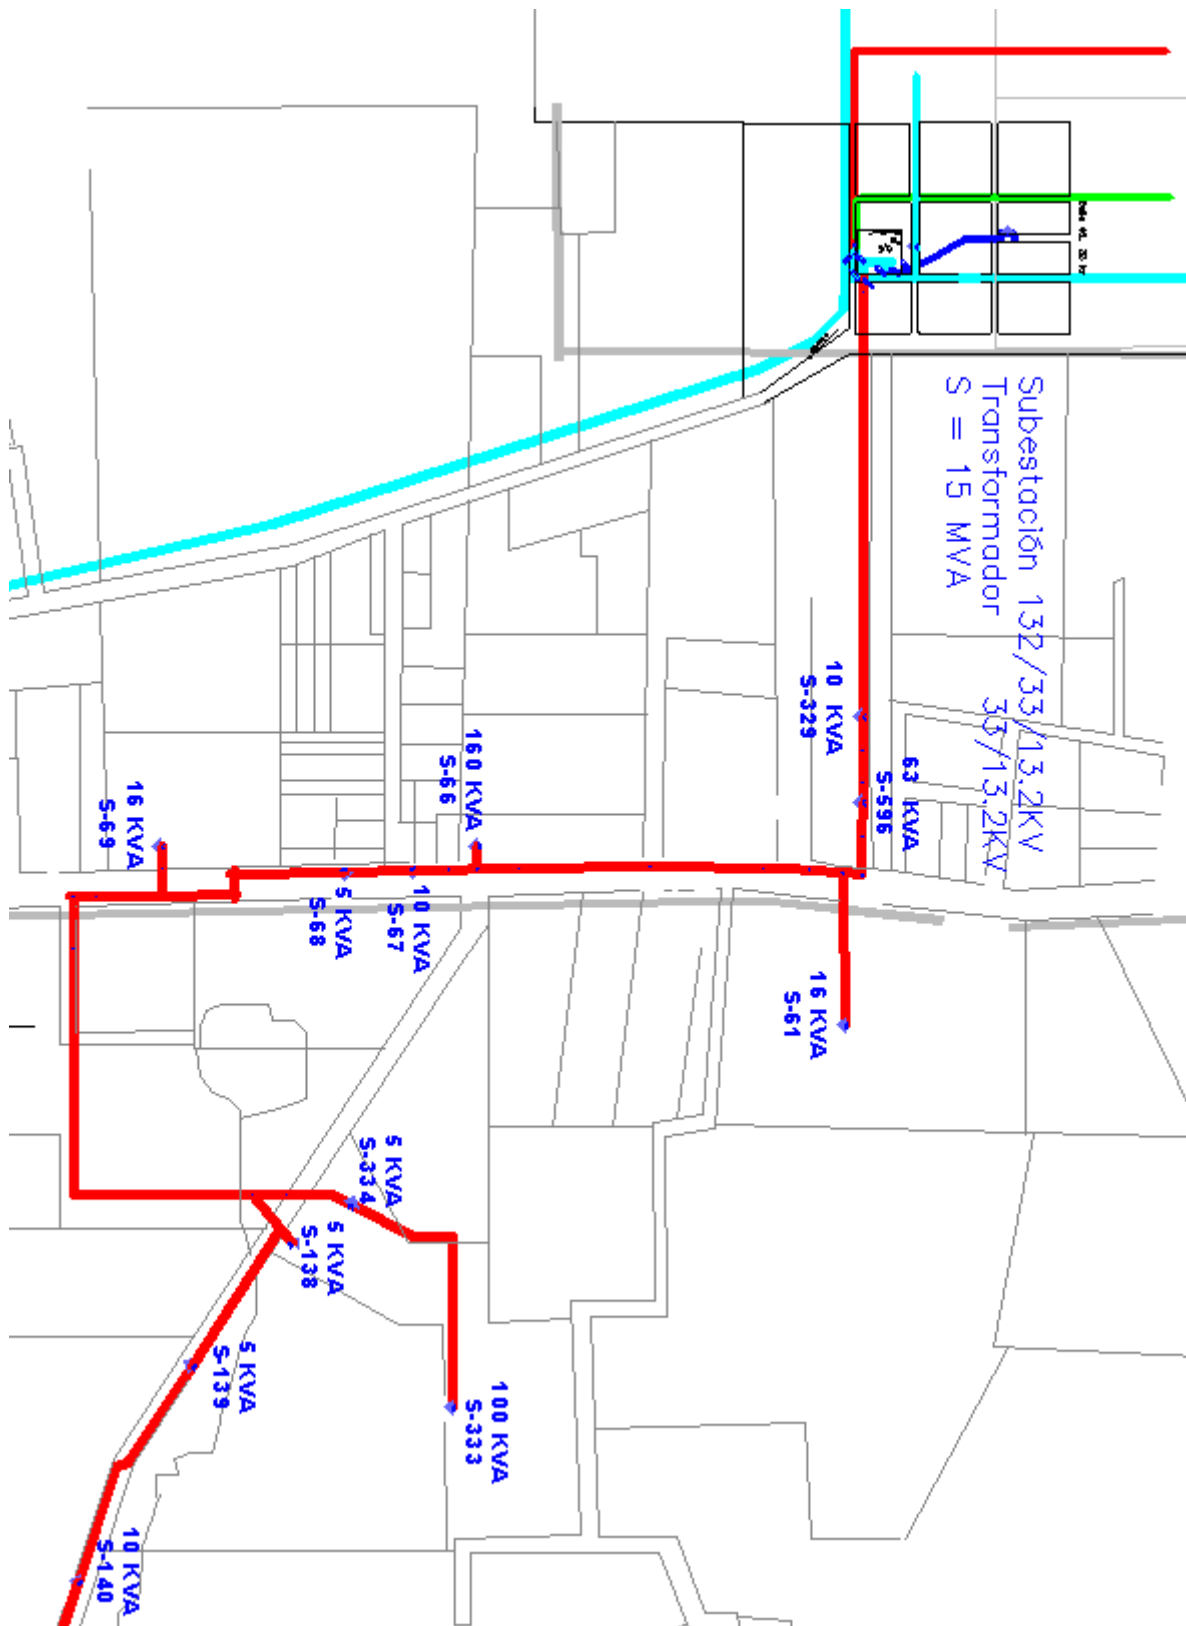 Subestación 132/33/13.2KV
Transformador 33/13.2KV
S = 15 MVA
10 KVA
S-329
63 KVA
S-596
160 KVA
S-66
16 KVA
S-69
5 KVA
S-68
10 KVA
S-67
16 KVA
S-61
5 KVA
S-334
5 KVA
S-138
5 KVA
S-139
100 KVA
S-333
10 KVA
S-140